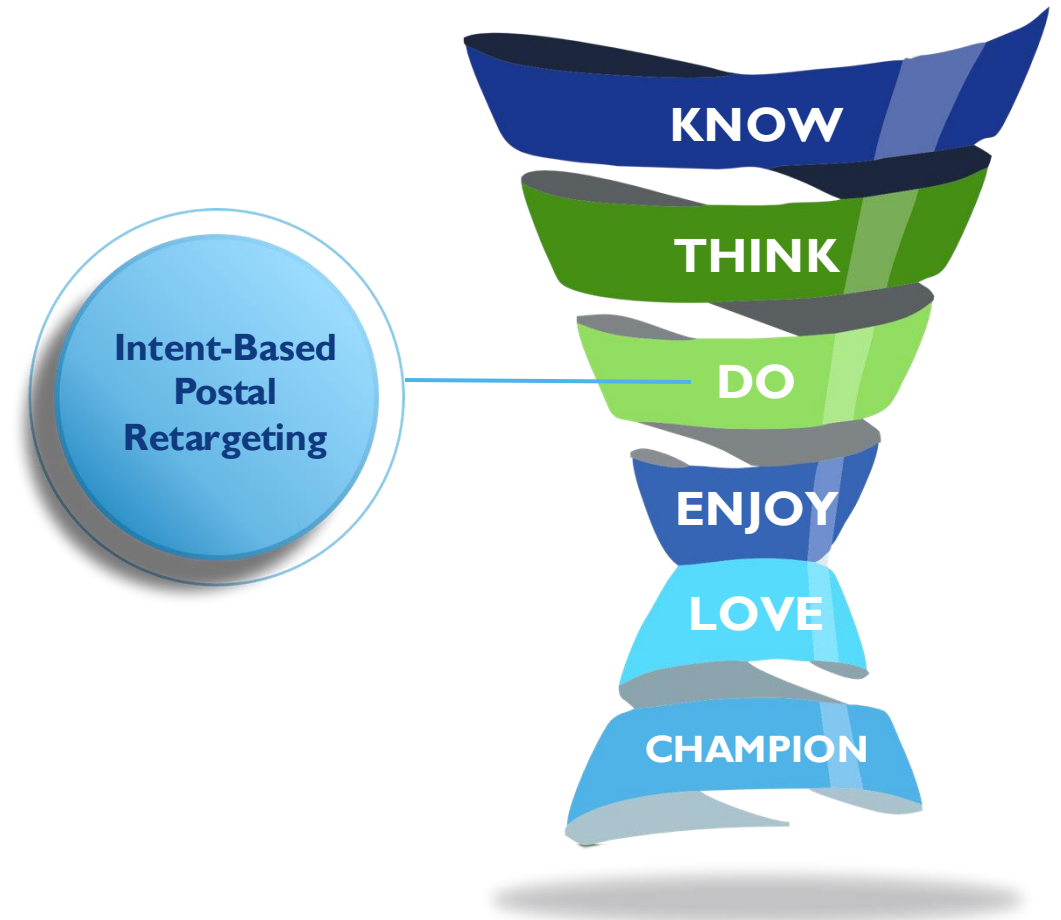 KNOW
THINK
Intent-Based
Postal
Retargeting
DO
ENJOY
LOVE
CHAMPION